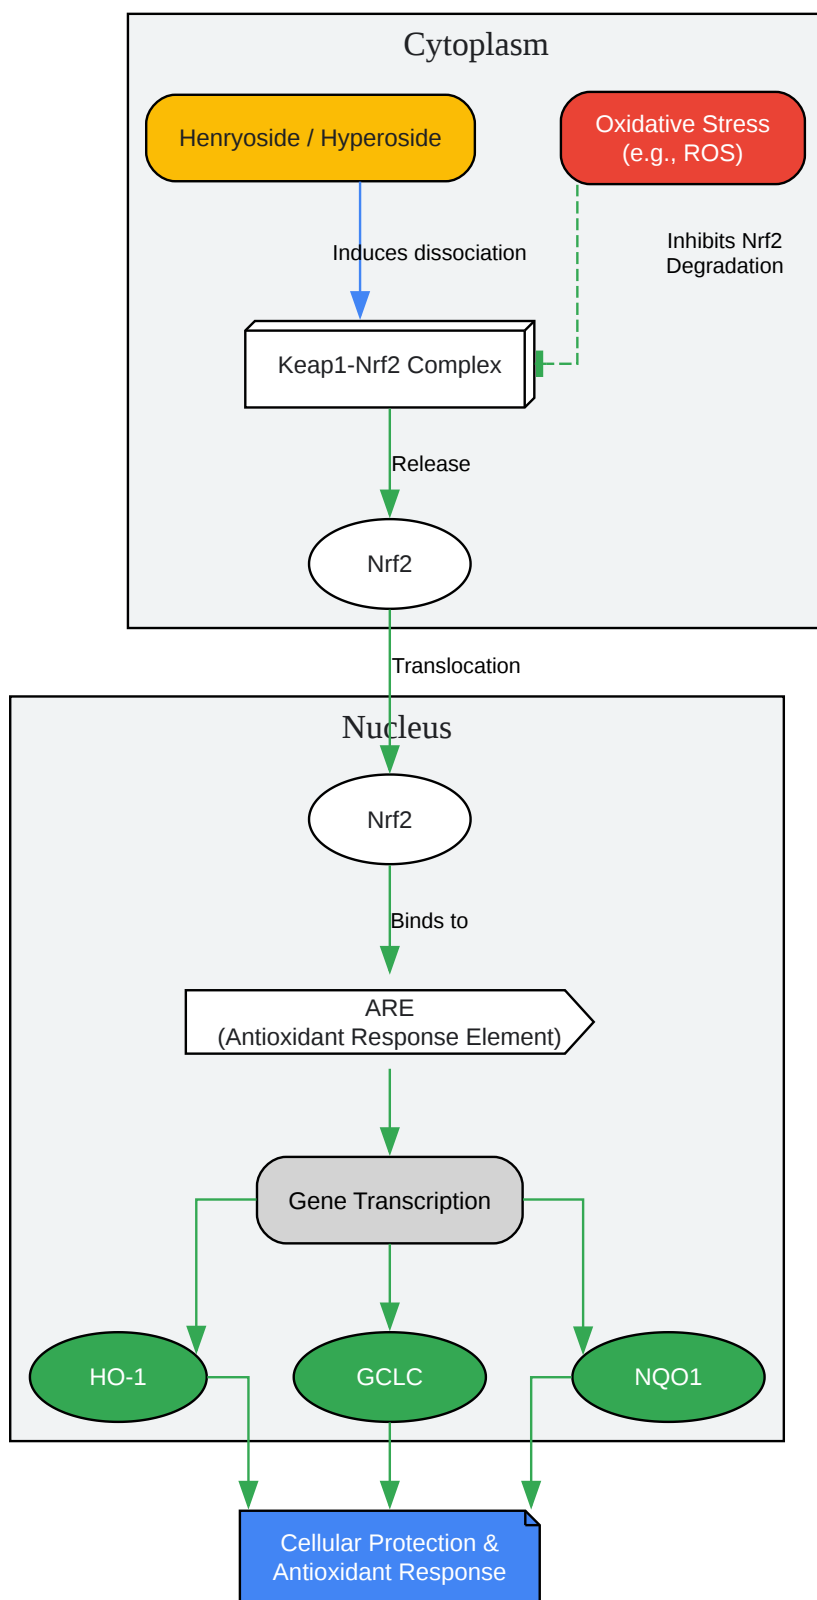 Cytoplasm
Henryoside / Hyperoside
Oxidative Stress
(e.g., ROS)
Induces dissociation
Inhibits Nrf2
Degradation
Keap1-Nrf2 Complex
Release
Nrf2
Translocation
Nucleus
Nrf2
Binds to
ARE
(Antioxidant Response Element)
Gene Transcription
HO-1
GCLC
NQO1
Cellular Protection &
Antioxidant Response